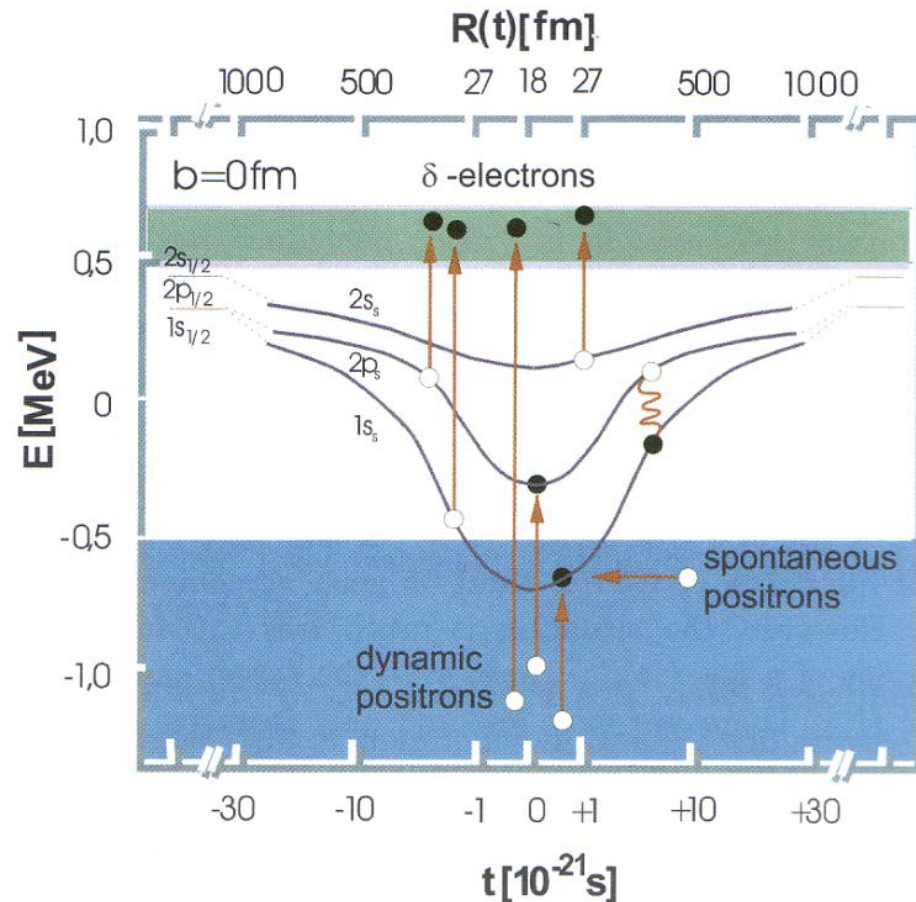 R(t)[fm]
1000 500 27 18 27 500 1000
1,0
b=0fm
δ -electrons
0,5
2s1/2
2p1/2
1s1/2
2ss
2ps
1ss
0
E [MeV]
-0,5
spontaneous
positrons
dynamic
positrons
-1,0
-30 -10 -1 0 +1 +10 +30
t [10-21s]